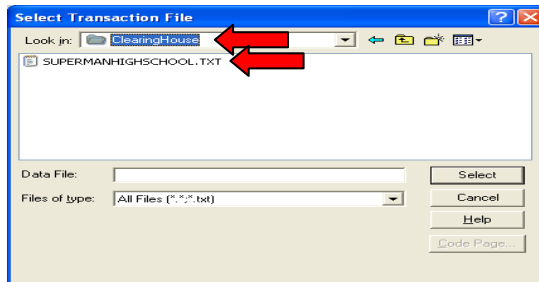 Select Transaction File
Look in: ClearingHouse
SUPERMANHIGHSCHOOL.TXT
Data File: Select
Files of type: All Files (*.*;*.txt) Cancel
Help
Code Page...